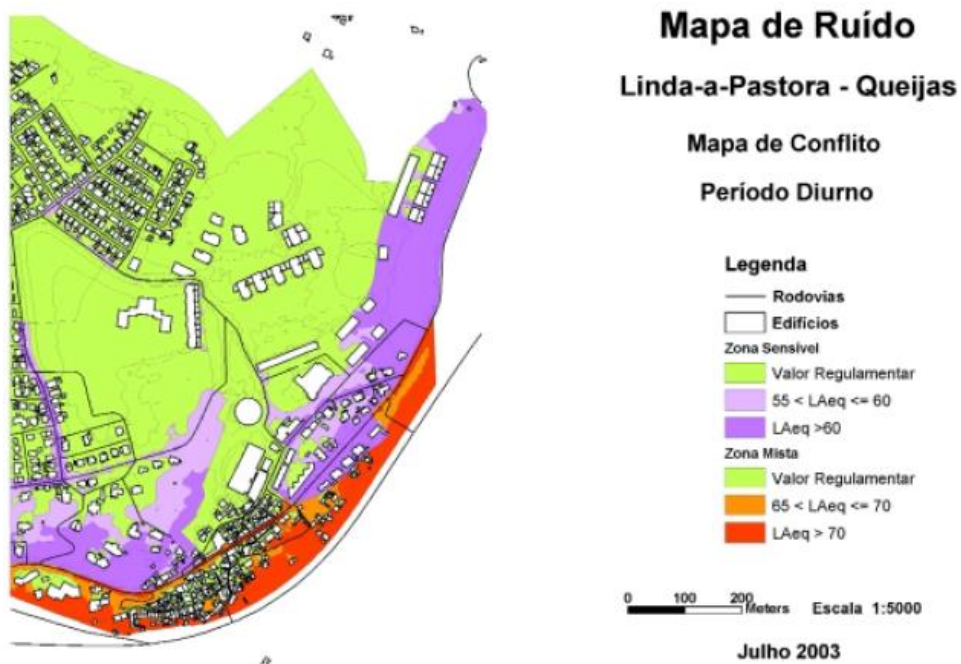 Mapa de Ruído
Linda-a-Pastora - Queijas
Mapa de Conflito
Período Diurno
Legenda
Rodovias
Edifícios
Zona Sensível
Valor Regulamentar
55 < LAeq <= 60
LAeq >60
Zona Mista
Valor Regulamentar
65 < LAeq <= 70
LAeq > 70
0 100 200
Meters Escala 1:5000
Julho 2003